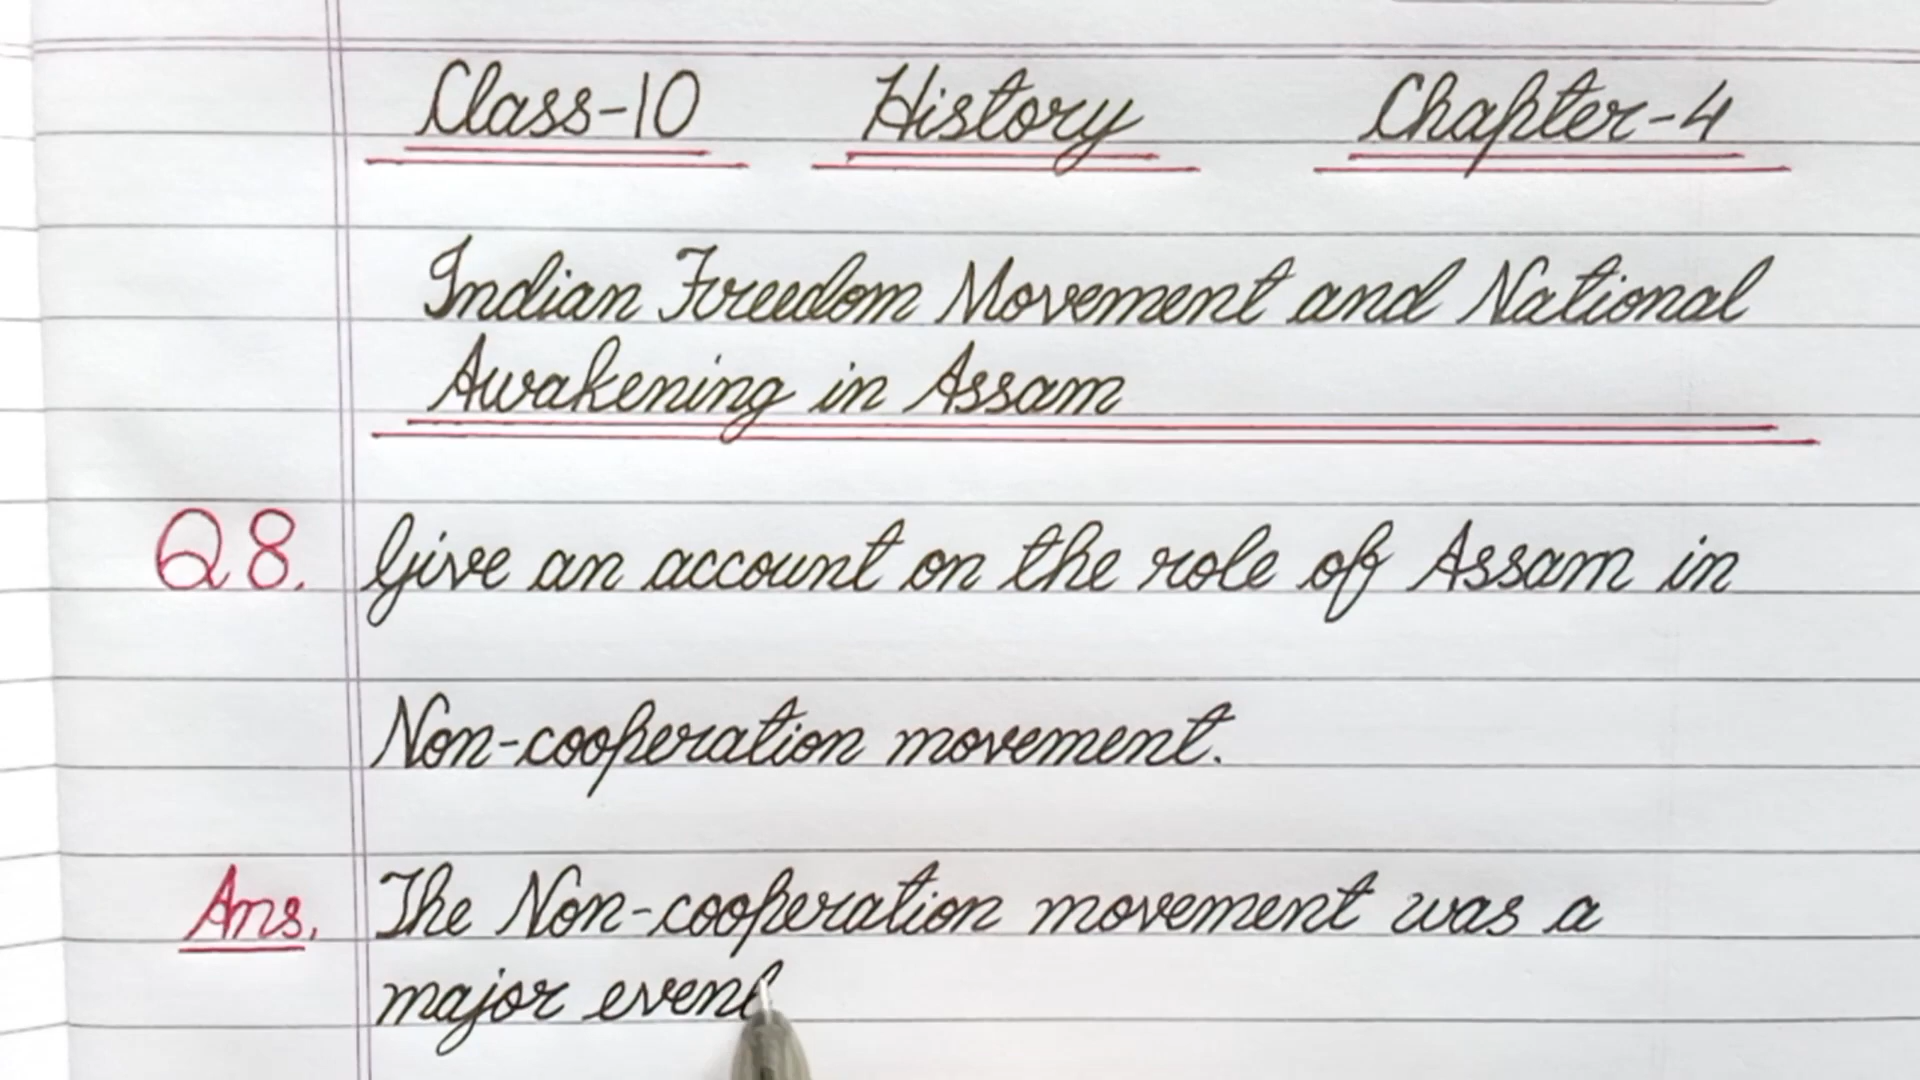 Class-10 History Chapter-4
Indian Freedom Movement and National
Awakening in Assam
Q8. Give an account on the role of Assam in
Non-cooperation movement.
Ans. The Non-cooperation movement was a
major event